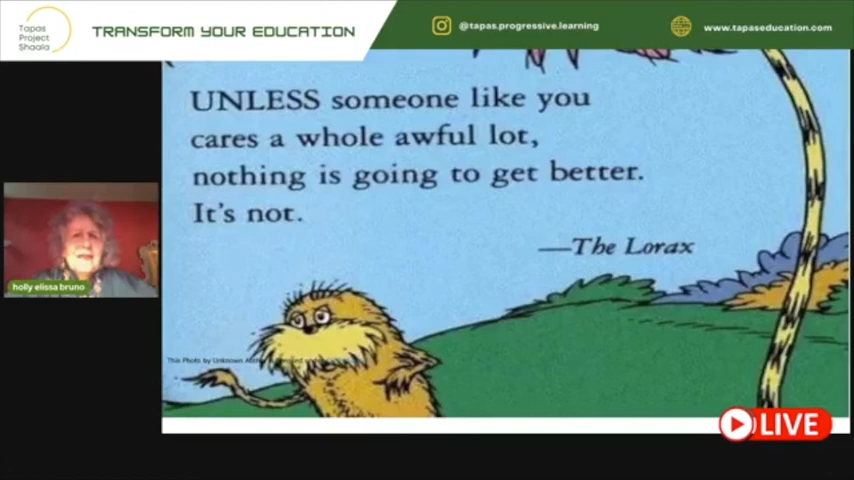 Tapas
Project
Shaala
TRANSFORM YOUR EDUCATION
@tapas.progressive.learning
www.tapaseducation.com
UNLESS someone like you
cares a whole awful lot,
nothing is going to get better.
It's not.
—The Lorax
holly elissa bruno
This Photo by Unknown
LIVE